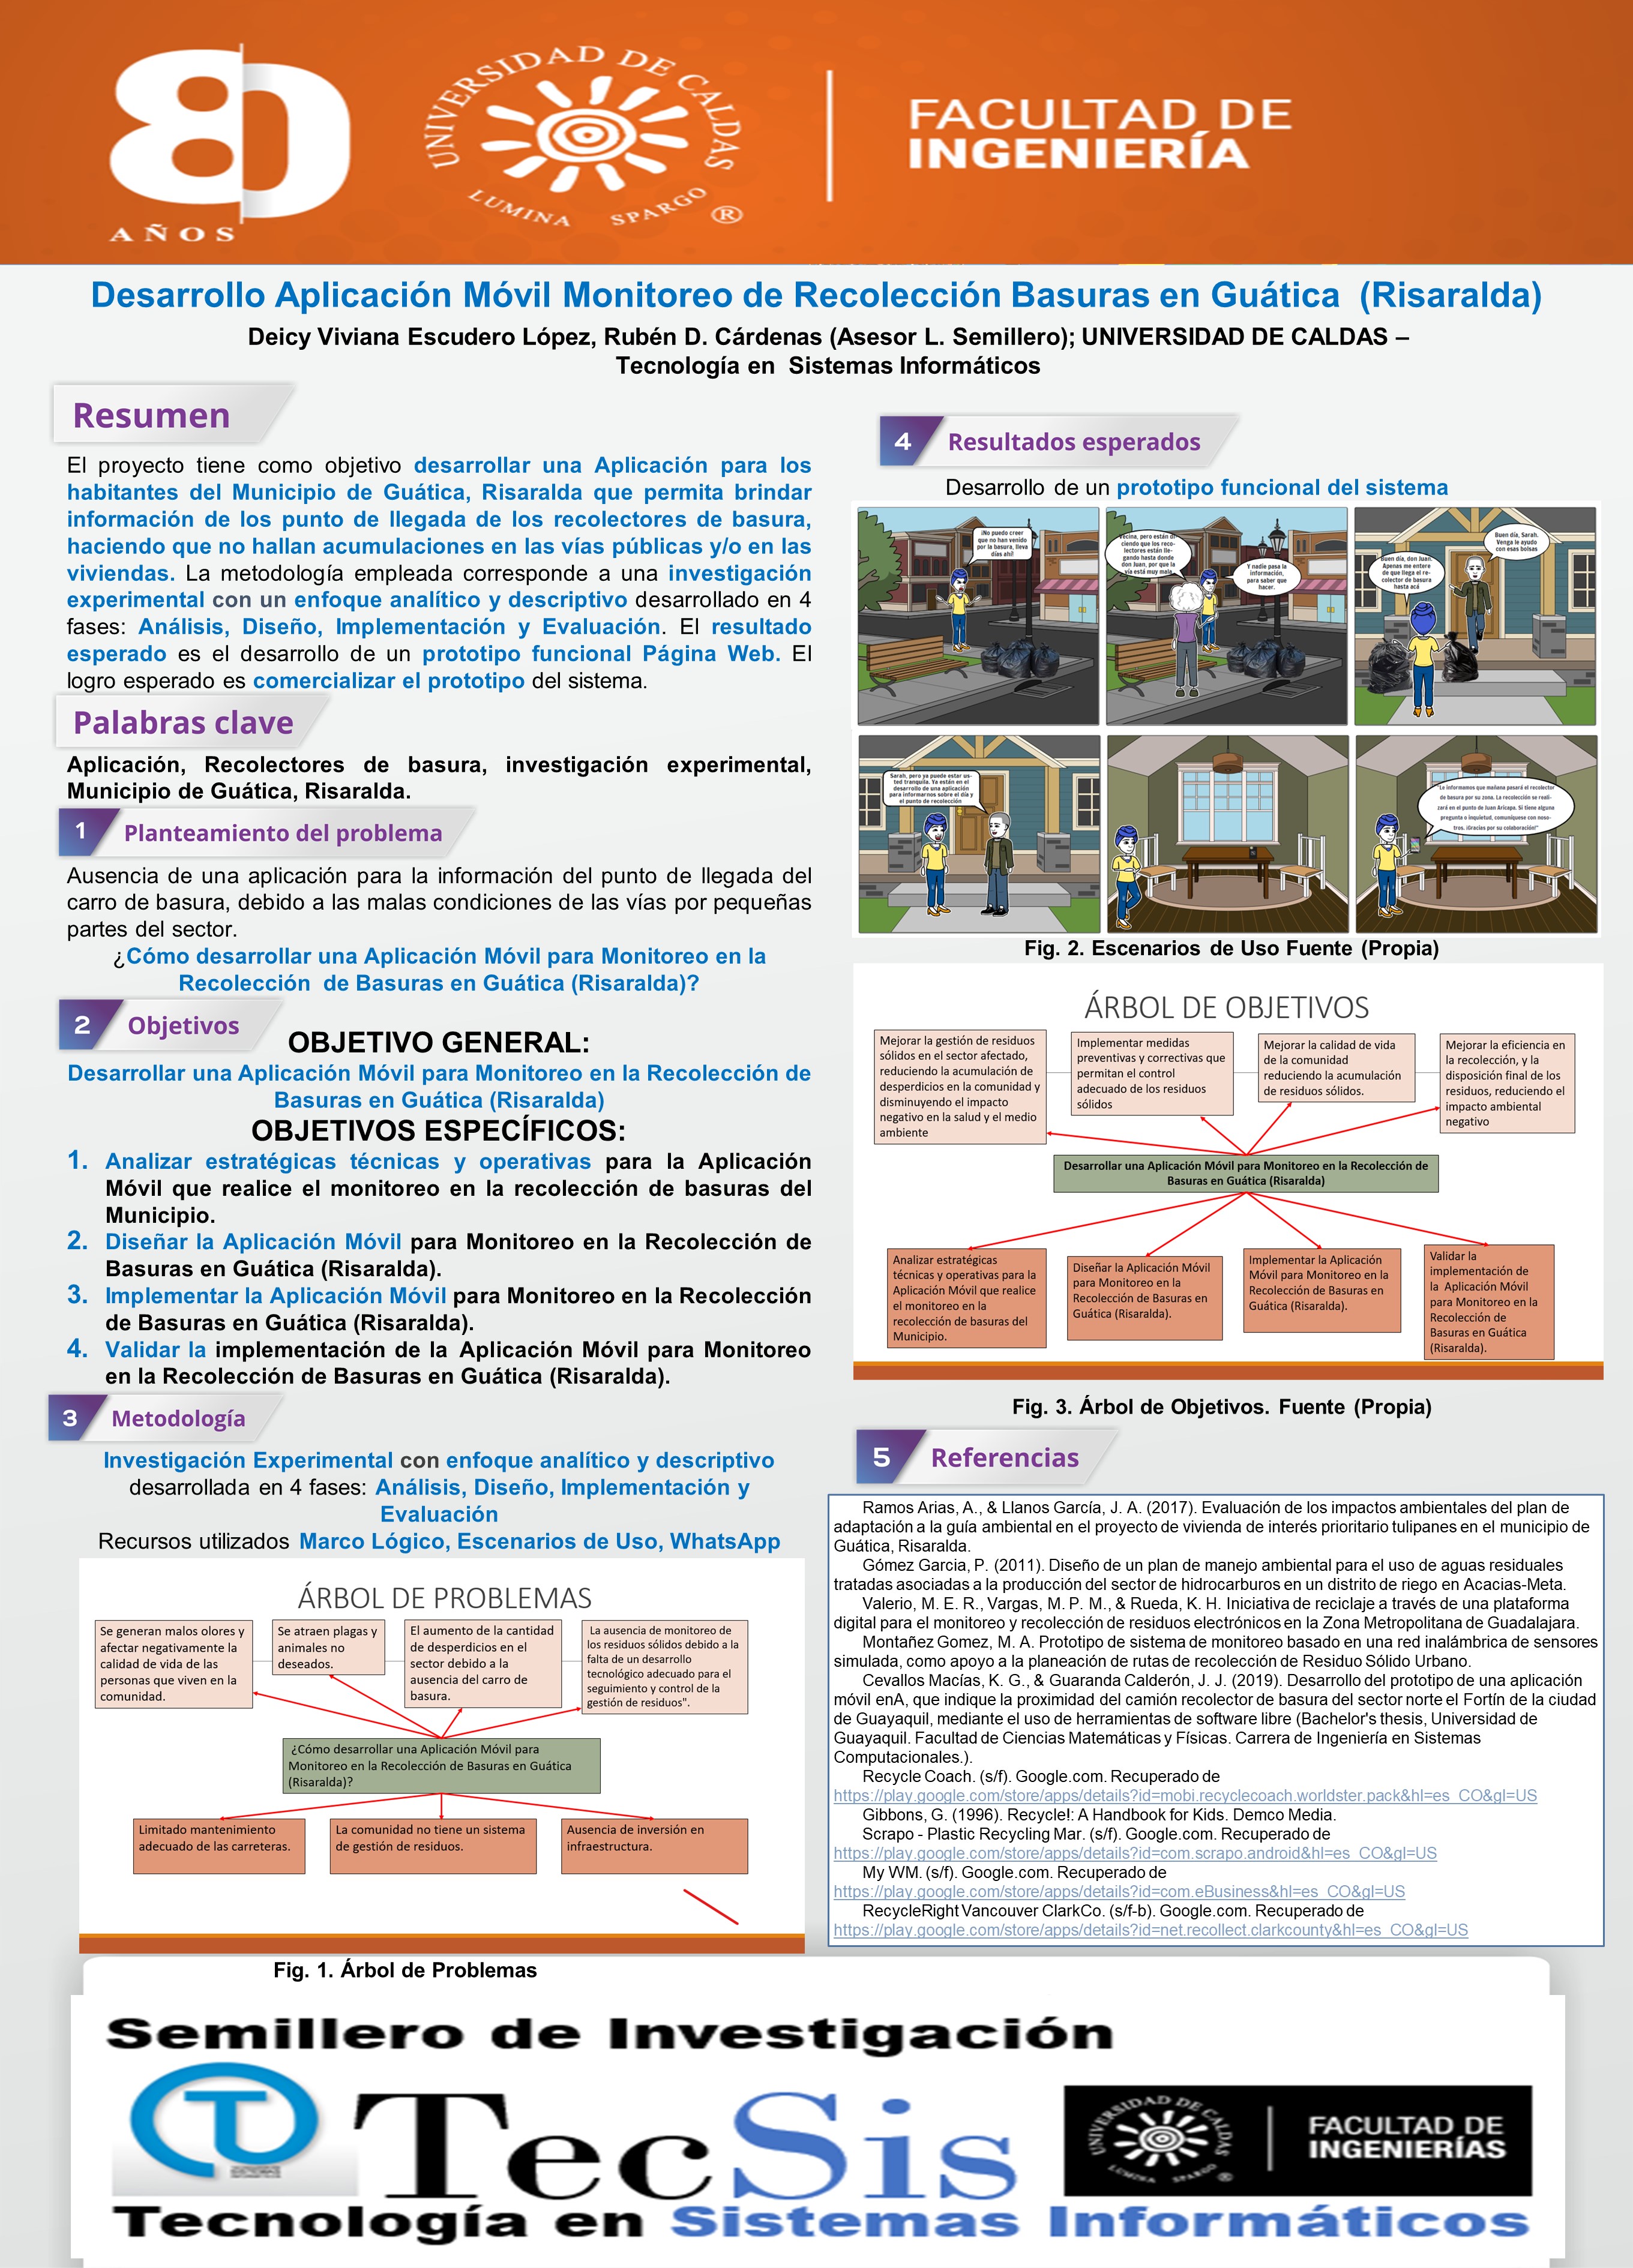 80
AÑOS
UNIVERSIDAD DE CALDAS
LUMINA SPARGO
®
FACULTAD DE
INGENIERÍA
Desarrollo Aplicación Móvil Monitoreo de Recolección Basuras en Guática (Risaralda)
Deicy Viviana Escudero López, Rubén D. Cárdenas (Asesor L. Semillero); UNIVERSIDAD DE CALDAS –
Tecnología en Sistemas Informáticos
Resumen
El proyecto tiene como objetivo desarrollar una Aplicación para los
habitantes del Municipio de Guática, Risaralda que permita brindar
información de los punto de llegada de los recolectores de basura,
haciendo que no hallan acumulaciones en las vías públicas y/o en las
viviendas. La metodología empleada corresponde a una investigación
experimental con un enfoque analítico y descriptivo desarrollado en 4
fases: Análisis, Diseño, Implementación y Evaluación. El resultado
esperado es el desarrollo de un prototipo funcional Página Web. El
logro esperado es comercializar el prototipo del sistema.
Palabras clave
Aplicación, Recolectores de basura, investigación experimental,
Municipio de Guática, Risaralda.
1 Planteamiento del problema
Ausencia de una aplicación para la información del punto de llegada del
carro de basura, debido a las malas condiciones de las vías por pequeñas
partes del sector.
¿Cómo desarrollar una Aplicación Móvil para Monitoreo en la
Recolección de Basuras en Guática (Risaralda)?
2 Objetivos
OBJETIVO GENERAL:
Desarrollar una Aplicación Móvil para Monitoreo en la Recolección de
Basuras en Guática (Risaralda)
OBJETIVOS ESPECÍFICOS:
1. Analizar estratégicas técnicas y operativas para la Aplicación
Móvil que realice el monitoreo en la recolección de basuras del
Municipio.
2. Diseñar la Aplicación Móvil para Monitoreo en la Recolección de
Basuras en Guática (Risaralda).
3. Implementar la Aplicación Móvil para Monitoreo en la Recolección
de Basuras en Guática (Risaralda).
4. Validar la implementación de la Aplicación Móvil para Monitoreo
en la Recolección de Basuras en Guática (Risaralda).
3 Metodología
Investigación Experimental con enfoque analítico y descriptivo
desarrollada en 4 fases: Análisis, Diseño, Implementación y
Evaluación
Recursos utilizados Marco Lógico, Escenarios de Uso, WhatsApp
ÁRBOL DE PROBLEMAS
Se generan malos olores y
afectar negativamente la
calidad de vida de las
personas que viven en la
comunidad.
Se atraen plagas y
animales no
deseados.
El aumento de la cantidad
de desperdicios en el
sector debido a la
ausencia del carro de
basura.
La ausencia de monitoreo de
los residuos sólidos debido a la
falta de un desarrollo
tecnológico adecuado para el
seguimiento y control de la
gestión de residuos".
¿Cómo desarrollar una Aplicación Móvil para
Monitoreo en la Recolección de Basuras en Guática
(Risaralda)?
Limitado mantenimiento
adecuado de las carreteras.
La comunidad no tiene un sistema
de gestión de residuos.
Ausencia de inversión en
infraestructura.
Fig. 1. Árbol de Problemas
4 Resultados esperados
Desarrollo de un prototipo funcional del sistema
¡No puedo creer
que no han venido
por la basura, lleva
días ahí!
Vecina, pero están di
ciendo que los reco-
lectores están lle-
gando hasta donde
don Juan, por que la
vía está muy mala
Y nadie pasa la
información,
para saber que
hacer.
Buen día, don Juan.
Apenas me entere
de que llega el re-
colector de basura
hasta acá
Buen día, Sarah.
Venga le ayudo
con esas bolsas
Sarah, pero ya puede estar us-
ted tranquila. Ya están en el
desarrollo de una aplicación
para informarnos sobre el día y
el punto de recolección
"Le informamos que mañana pasará el recolector
de basura por su zona. La recolección se reali-
zará en el punto de Juan Aricapa. Si tiene alguna
pregunta o inquietud, comuníquese con noso-
tros. ¡Gracias por su colaboración!"
Fig. 2. Escenarios de Uso Fuente (Propia)
ÁRBOL DE OBJETIVOS
Mejorar la gestión de residuos
sólidos en el sector afectado,
reduciendo la acumulación de
desperdicios en la comunidad y
disminuyendo el impacto
negativo en la salud y el medio
ambiente
Implementar medidas
preventivas y correctivas que
permitan el control
adecuado de los residuos
sólidos
Mejorar la calidad de vida
de la comunidad
reduciendo la acumulación
de residuos sólidos.
Mejorar la eficiencia en
la recolección, y la
disposición final de los
residuos, reduciendo el
impacto ambiental
negativo
Desarrollar una Aplicación Móvil para Monitoreo en la Recolección de
Basuras en Guática (Risaralda)
Analizar estratégicas
técnicas y operativas para la
Aplicación Móvil que realice
el monitoreo en la
recolección de basuras del
Municipio.
Diseñar la Aplicación Móvil
para Monitoreo en la
Recolección de Basuras en
Guática (Risaralda).
Implementar la Aplicación
Móvil para Monitoreo en la
Recolección de Basuras en
Guática (Risaralda).
Validar la
implementación de
la Aplicación Móvil
para Monitoreo en la
Recolección de
Basuras en Guática
(Risaralda).
Fig. 3. Árbol de Objetivos. Fuente (Propia)
5 Referencias
Ramos Arias, A., & Llanos García, J. A. (2017). Evaluación de los impactos ambientales del plan de
adaptación a la guía ambiental en el proyecto de vivienda de interés prioritario tulipanes en el municipio de
Guática, Risaralda.
Gómez Garcia, P. (2011). Diseño de un plan de manejo ambiental para el uso de aguas residuales
tratadas asociadas a la producción del sector de hidrocarburos en un distrito de riego en Acacias-Meta.
Valerio, M. E. R., Vargas, M. P. M., & Rueda, K. H. Iniciativa de reciclaje a través de una plataforma
digital para el monitoreo y recolección de residuos electrónicos en la Zona Metropolitana de Guadalajara.
Montañez Gomez, M. A. Prototipo de sistema de monitoreo basado en una red inalámbrica de sensores
simulada, como apoyo a la planeación de rutas de recolección de Residuo Sólido Urbano.
Cevallos Macías, K. G., & Guaranda Calderón, J. J. (2019). Desarrollo del prototipo de una aplicación
móvil enA, que indique la proximidad del camión recolector de basura del sector norte el Fortín de la ciudad
de Guayaquil, mediante el uso de herramientas de software libre (Bachelor's thesis, Universidad de
Guayaquil. Facultad de Ciencias Matemáticas y Físicas. Carrera de Ingeniería en Sistemas
Computacionales.).
Recycle Coach. (s/f). Google.com. Recuperado de
https://play.google.com/store/apps/details?id=mobi.recyclecoach.worldster.pack&hl=es_CO&gl=US
Gibbons, G. (1996). Recycle!: A Handbook for Kids. Demco Media.
Scrapo - Plastic Recycling Mar. (s/f). Google.com. Recuperado de
https://play.google.com/store/apps/details?id=com.scrapo.android&hl=es_CO&gl=US
My WM. (s/f). Google.com. Recuperado de
https://play.google.com/store/apps/details?id=com.eBusiness&hl=es_CO&gl=US
RecycleRight Vancouver ClarkCo. (s/f-b). Google.com. Recuperado de
https://play.google.com/store/apps/details?id=net.recollect.clarkcounty&hl=es_CO&gl=US
Semillero de Investigación
TecSis
Tecnología en Sistemas Informáticos
UNIVERSIDAD DE CALDAS
LUMINA SPARGO
®
FACULTAD DE
INGENIERÍAS